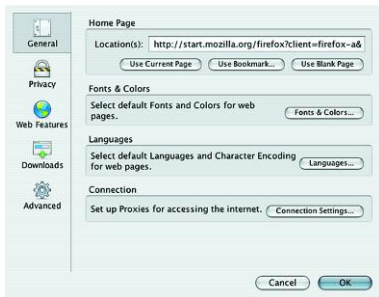 General
Privacy
Web Features
Downloads
Advanced
Home Page
Location(s): http://start.mozilla.org/firefox?client=firefox-a&
Use Current Page Use Bookmark... Use Blank Page
Fonts & Colors
Select default Fonts and Colors for web
pages.
Fonts & Colors...
Languages
Select default Languages and Character Encoding
for web pages.
Languages...
Connection
Set up Proxies for accessing the internet. Connection Settings...
Cancel OK